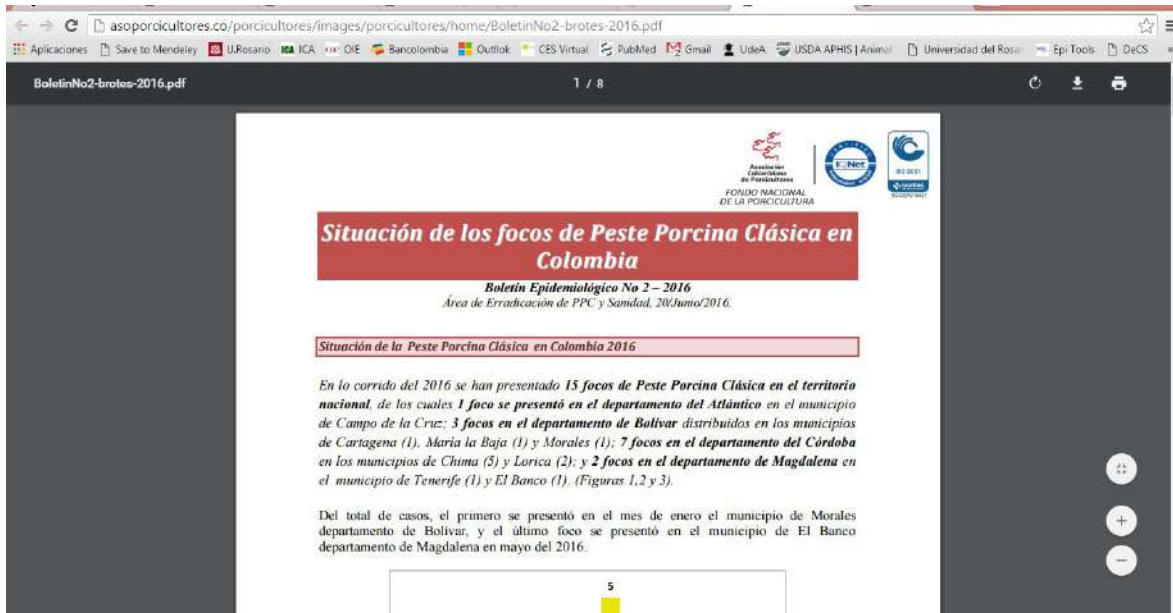 asoporcicultores.co/porcicultores/images/porcicultores/home/BoletinNo2-brotes-2016.pdf
Aplicaciones Save to Mendeley U.Rosario ICA OIE Bancolombia Outllok CES Virtual PubMed Gmail UdeA USDA APHIS | Animal Universidad del Rosa Epi Tools DeCS »
BoletinNo2-brotes-2016.pdf 1 / 8
Asociación
Colombiana
de Porcicultores
FONDO NACIONAL
DE LA PORCICULTURA
IQNet
ISO 9001
icontec
Situación de los focos de Peste Porcina Clásica en
Colombia
Boletín Epidemiológico No 2 – 2016
Área de Erradicación de PPC y Sanidad, 20/Junio/2016.
Situación de la Peste Porcina Clásica en Colombia 2016
En lo corrido del 2016 se han presentado 15 focos de Peste Porcina Clásica en el territorio
nacional, de los cuales 1 foco se presentó en el departamento del Atlántico en el municipio
de Campo de la Cruz; 3 focos en el departamento de Bolívar distribuidos en los municipios
de Cartagena (1), María la Baja (1) y Morales (1); 7 focos en el departamento del Córdoba
en los municipios de Chima (5) y Lorica (2); y 2 focos en el departamento de Magdalena en
el municipio de Tenerife (1) y El Banco (1). (Figuras 1,2 y 3).
Del total de casos, el primero se presentó en el mes de enero el municipio de Morales
departamento de Bolívar, y el último foco se presentó en el municipio de El Banco
departamento de Magdalena en mayo del 2016.
5